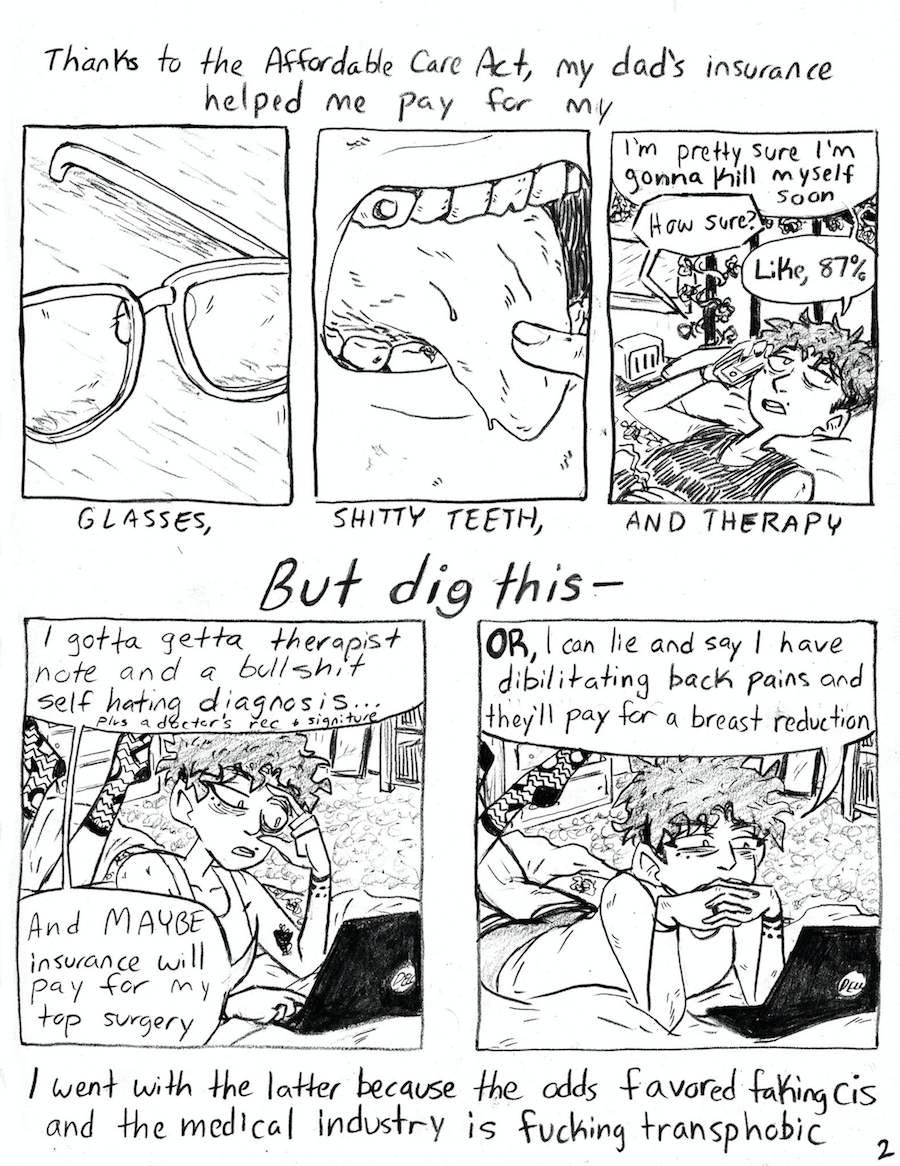 Thanks to the Affordable Care Act, my dad's insurance
helped me pay for my
I'm pretty sure I'm
gonna kill myself
soon
How sure?
Like, 87%
GLASSES,
SHITTY TEETH,
AND THERAPY
But dig this—
I gotta getta therapist
note and a bullshit
self hating diagnosis...
Plus a doctor's rec + signiture
And MAYBE
insurance will
pay for my
top surgery
DELL
OR, I can lie and say I have
dibilitating back pains and
they'll pay for a breast reduction
DELL
I went with the latter because the odds favored faking cis
and the medical industry is fucking transphobic
2